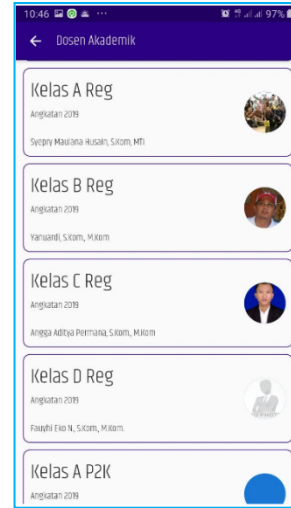 10:46 97%
Dosen Akademik
Kelas A Reg
Angkatan 2019
Syepry Maulana Husain, S.Kom, MTI
Kelas B Reg
Angkatan 2019
Yanuardi, S.Kom., M.Kom
Kelas C Reg
Angkatan 2019
Angga Aditya Permana, S.Kom., M.Kom
Kelas D Reg
Angkatan 2019
Fauyhi Eko N., S.Kom., M.Kom.
Kelas A P2K
Angkatan 2019